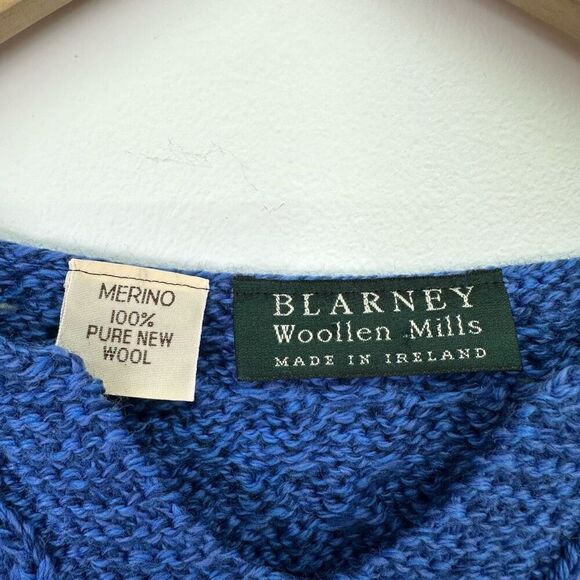 MERINO
100%
PURE NEW
WOOL
BLARNEY
Woollen Mills
MADE IN IRELAND